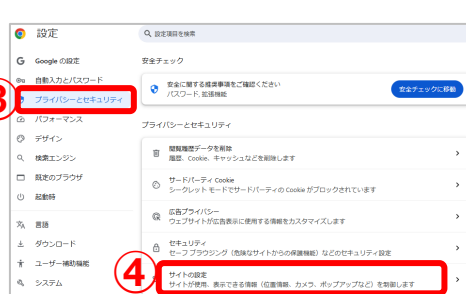 設定
設定項目を検索
Google の設定
自動入力とパスワード
3
プライバシーとセキュリティ
パフォーマンス
デザイン
検索エンジン
既定のブラウザ
起動時
言語
ダウンロード
ユーザー補助機能
システム
安全チェック
安全に関する推奨事項をご確認ください
パスワード, 拡張機能
安全チェックに移動
プライバシーとセキュリティ
閲覧履歴データを削除
履歴、Cookie、キャッシュなどを削除します
サードパーティ Cookie
シークレット モードでサードパーティの Cookie がブロックされています
広告プライバシー
ウェブサイトが広告表示に使用する情報をカスタマイズします
セキュリティ
セーフ ブラウジング（危険なサイトからの保護機能）などのセキュリティ設定
4
サイトの設定
サイトが使用、表示できる情報（位置情報、カメラ、ポップアップなど）を制御します